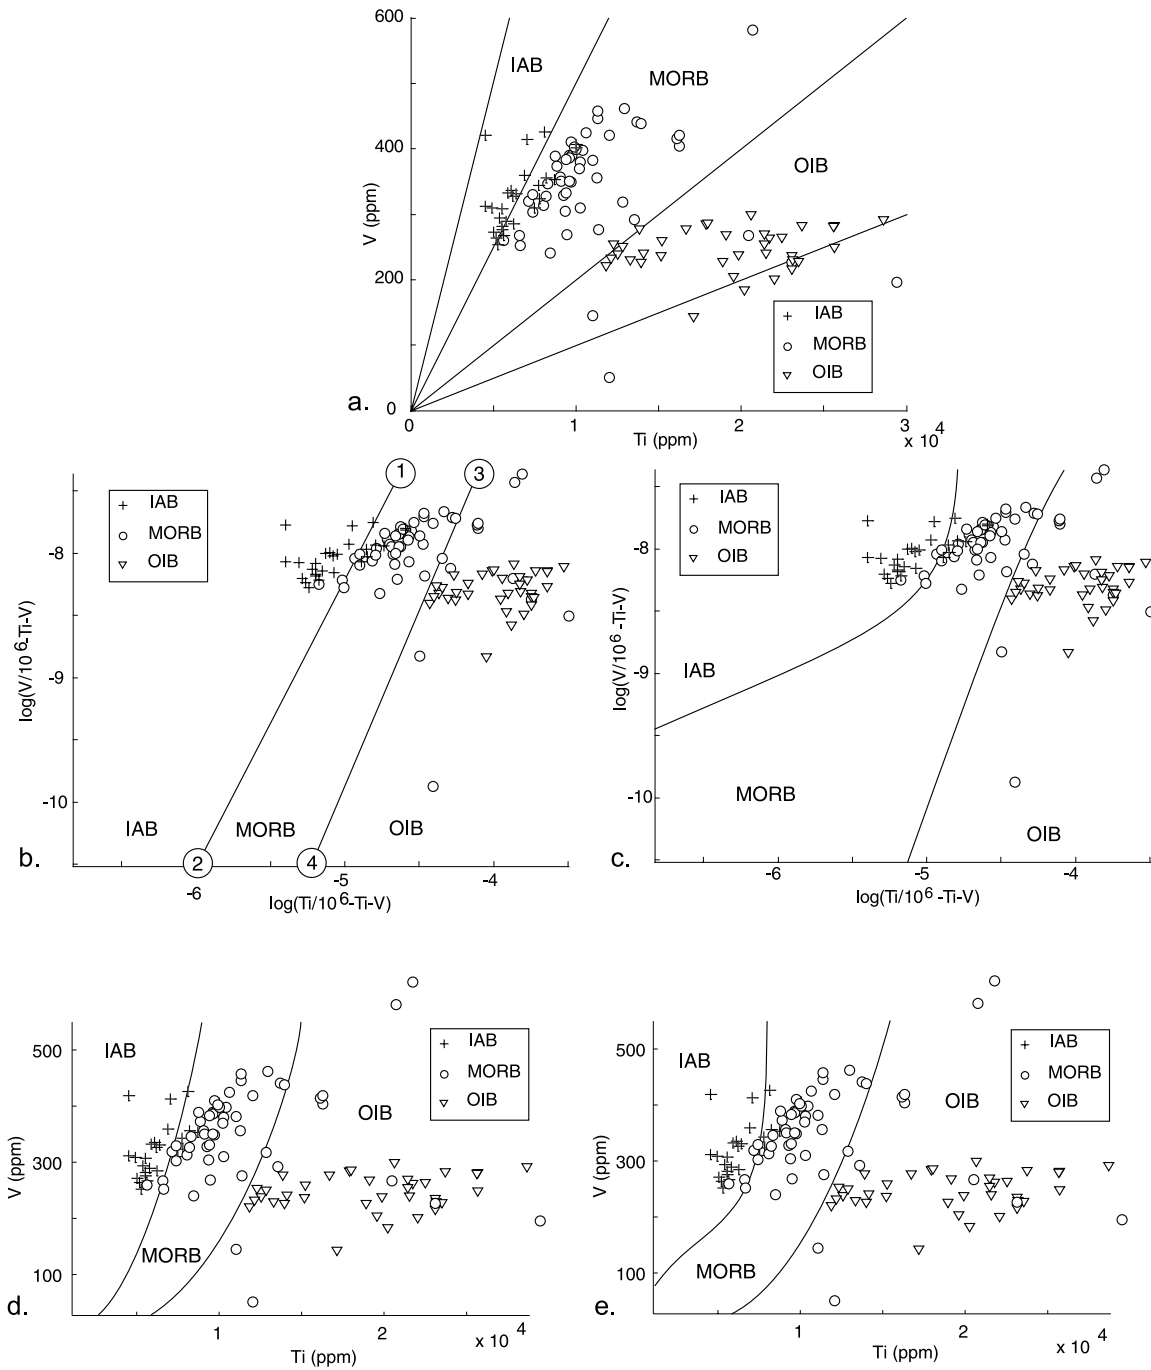 600
IAB
MORB
400
OIB
V (ppm)
200
IAB
MORB
OIB
a.
0
0
1
2
3
Ti (ppm)
x 10 4
1
3
IAB
MORB
OIB
-8
log(V/10 6-Ti-V)
-9
-10
IAB
MORB
OIB
b.
2
4
-6
-5
-4
log(Ti/10 6-Ti-V)
IAB
MORB
OIB
-8
log(V/10 6 -Ti-V)
IAB
-9
MORB
-10
OIB
c.
-6
-5
-4
log(Ti/10 6 -Ti-V)
500
IAB
IAB
MORB
OIB
OIB
V (ppm)
300
MORB
100
d.
1
2
x 10 4
Ti (ppm)
500
IAB
IAB
MORB
OIB
OIB
V (ppm)
300
MORB
100
e.
1
2
x 10 4
Ti (ppm)